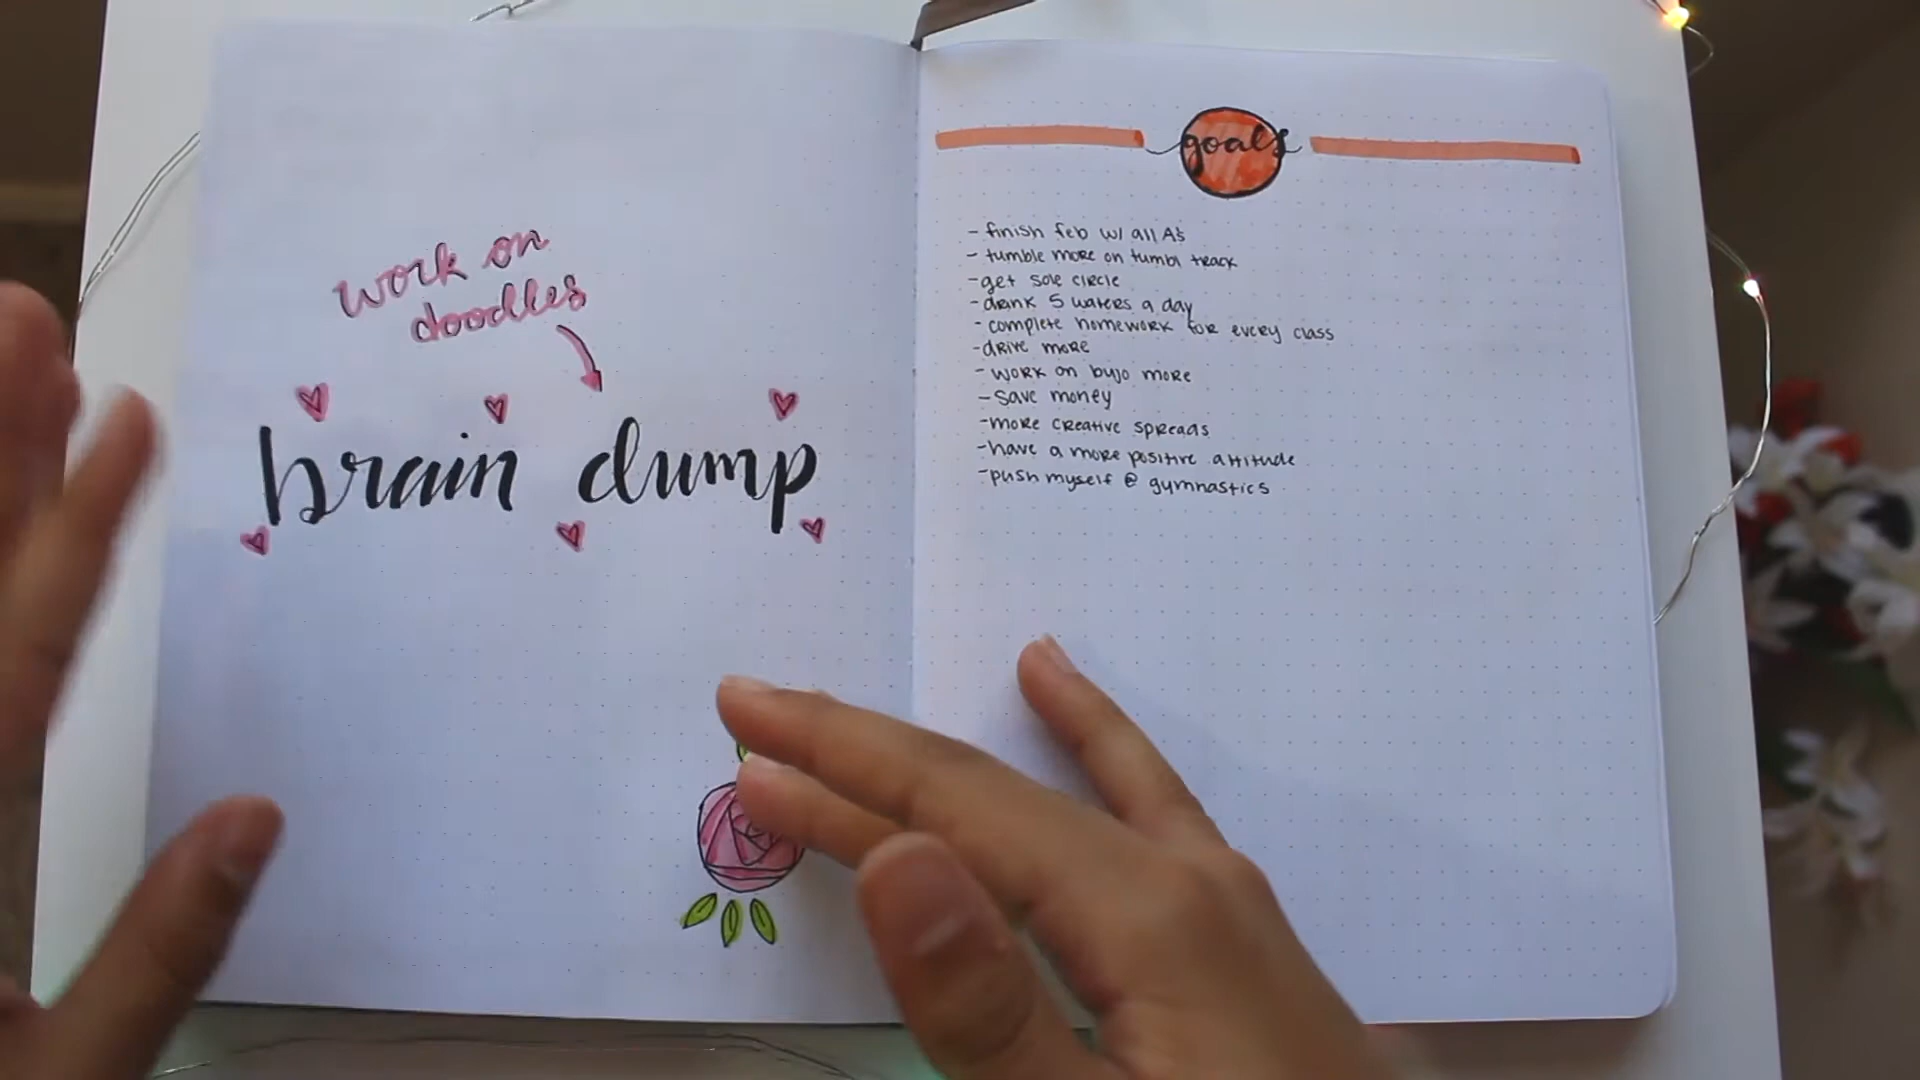 work on
doodles
brain dump
goals
- finish feb w/ all A's
- tumble more on tumbl track
- get sole circle
- drink 5 waters a day
- complete homework for every class
- drive more
- work on bujo more
- save money
- more creative spreads
- have a more positive attitude
- push myself @ gymnastics